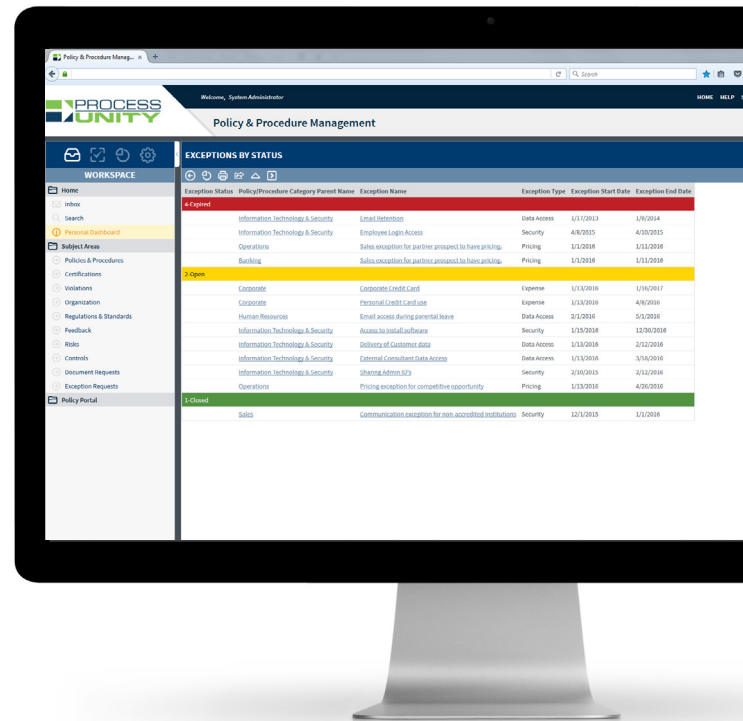 Policy & Procedure Manag... × +
Search
PROCESS
UNITY
Welcome, System Administrator
HOME HELP S
Policy & Procedure Management
WORKSPACE
Home
Inbox
Search
Personal Dashboard
Subject Areas
Policies & Procedures
Certifications
Violations
Organization
Regulations & Standards
Feedback
Risks
Controls
Document Requests
Exception Requests
Policy Portal
EXCEPTIONS BY STATUS
Exception Status Policy/Procedure Category Parent Name Exception Name Exception Type Exception Start Date Exception End Date
4-Expired
Information Technology & Security Email Retention Data Access 1/17/2013 1/9/2014
Information Technology & Security Employee Login Access Security 4/8/2015 4/10/2015
Operations Sales exception for partner prospect to have pricing. Pricing 1/1/2016 1/11/2016
Banking Sales exception for partner prospect to have pricing. Pricing 1/1/2016 1/11/2016
2-Open
Corporate Corporate Credit Card Expense 1/13/2016 1/16/2017
Corporate Personal Credit Card use Expense 1/13/2016 4/8/2016
Human Resources Email access during parental leave Data Access 2/1/2016 5/1/2016
Information Technology & Security Access to install software Security 1/15/2016 12/30/2016
Information Technology & Security Delivery of Customer data Data Access 1/13/2016 2/12/2016
Information Technology & Security External Consultant Data Access Data Access 1/13/2016 3/18/2016
Information Technology & Security Sharing Admin ID's Security 2/10/2015 2/12/2016
Operations Pricing exception for competitive opportunity Pricing 1/13/2016 4/26/2016
1-Closed
Sales Communication exception for non-accredited institutions Security 12/1/2015 1/1/2016